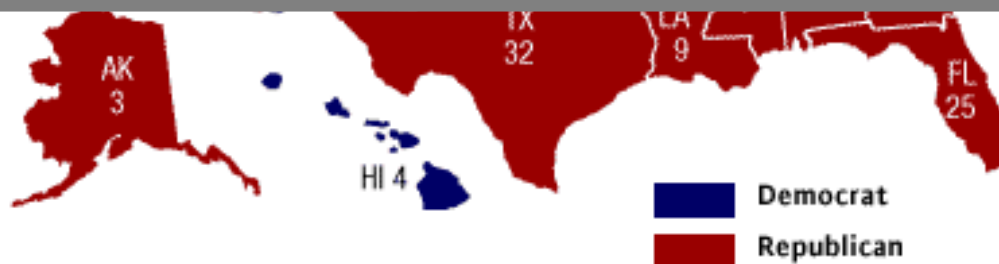 TX
32
LA
9
AK
3
FL
25
HI 4
Democrat
Republican